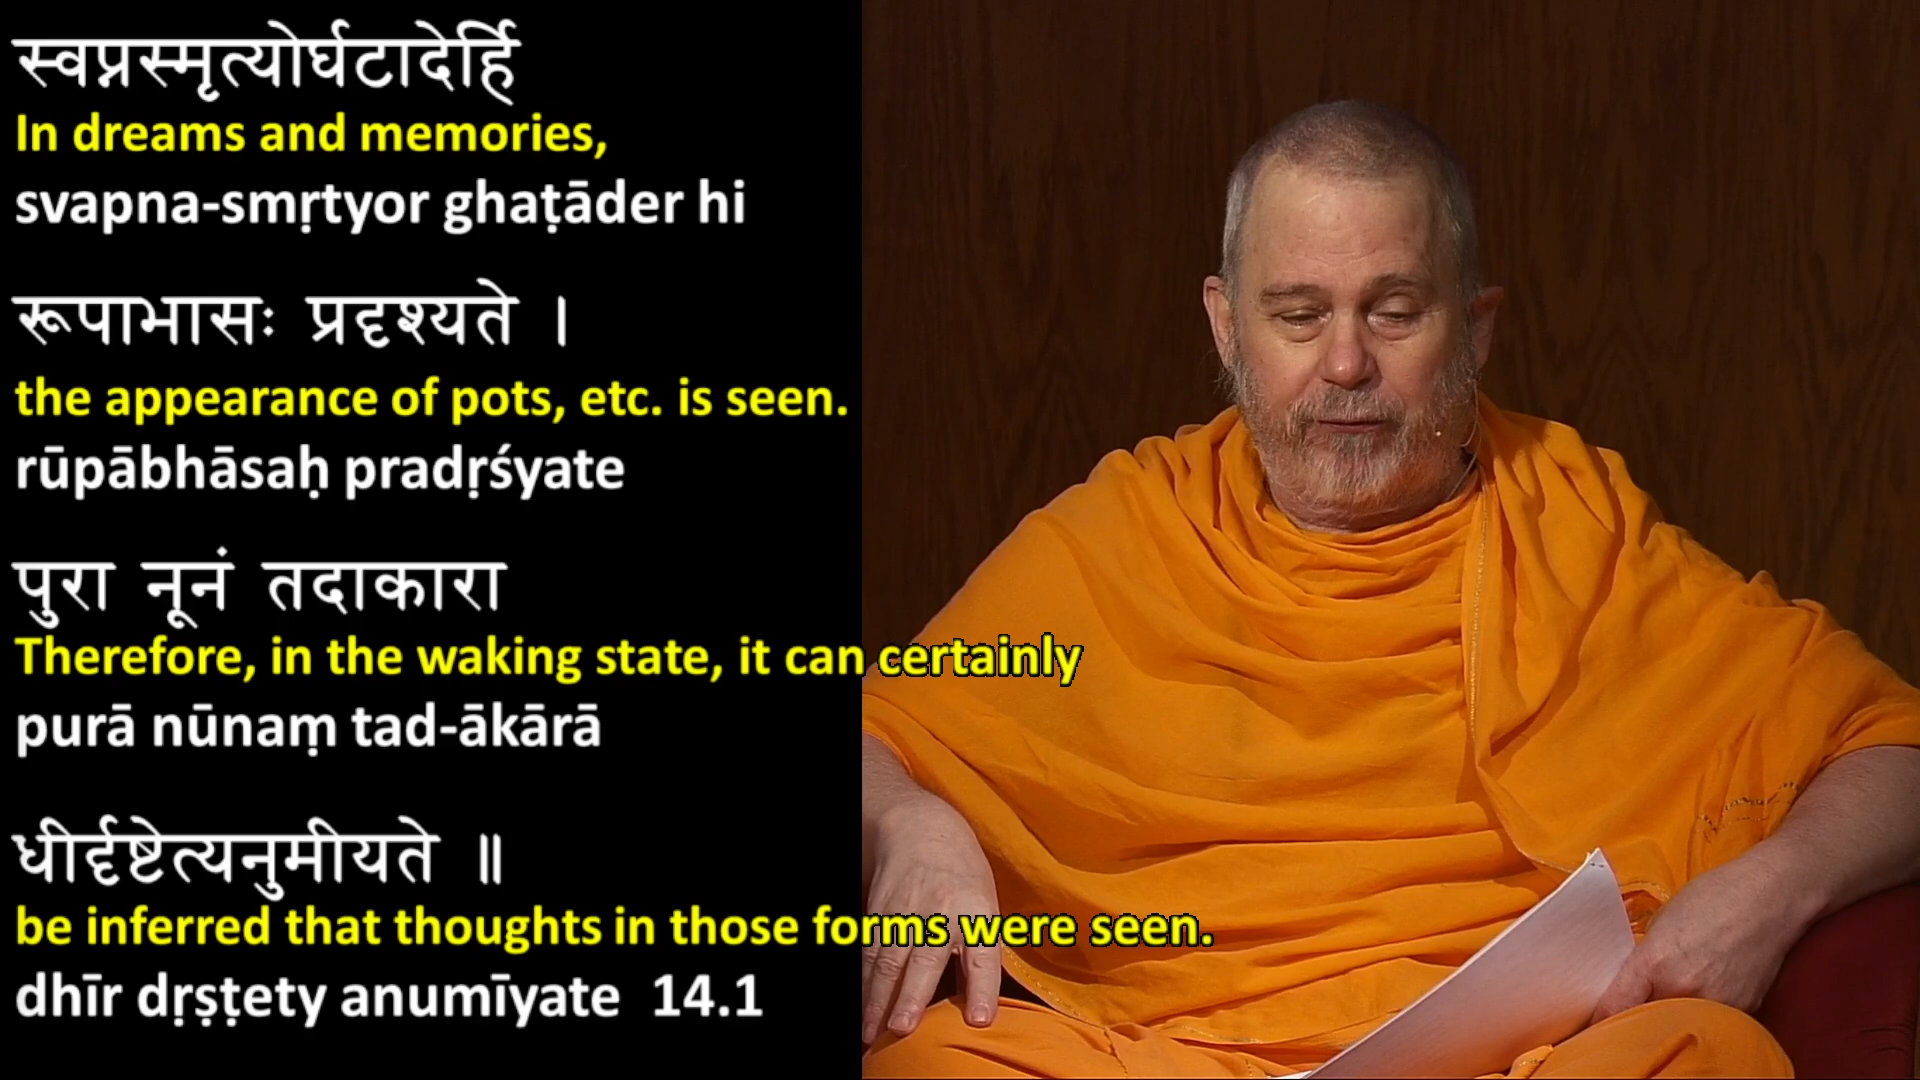 स्वप्नस्मृत्योर्घटादेर्हि
In dreams and memories,
svapna-smṛtyor ghaṭāder hi
रूपाभासः प्रदृश्यते ।
the appearance of pots, etc. is seen.
rūpābhāsaḥ pradṛśyate
पुरा नूनं तदाकारा
Therefore, in the waking state, it can certainly
purā nūnaṃ tad-ākārā
धीर्दृष्टेत्यनुमीयते ॥
be inferred that thoughts in those forms were seen.
dhīr dṛṣṭety anumīyate 14.1